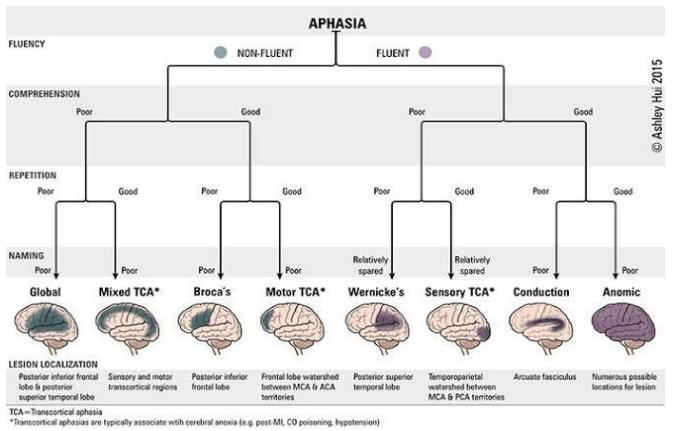 APHASIA
FLUENCY
NON-FLUENT FLUENT
© Ashley Hui 2015
COMPREHENSION
Poor Good Poor Good
REPETITION
Poor Good Poor Good Poor Good Poor Good
NAMING
Poor Poor Poor Poor Relatively spared Relatively spared Poor Poor
Global Mixed TCA* Broca's Motor TCA* Wernicke's Sensory TCA* Conduction Anomic
LESION LOCALIZATION
Posterior inferior frontal
lobe & posterior
superior temporal lobe
Sensory and motor
transcortical regions
Posterior inferior
frontal lobe
Frontal lobe watershed
between MCA & ACA
territories
Posterior superior
temporal lobe
Temporoparietal
watershed between
MCA & PCA territories
Arcuate fasciculus
Numerous possible
locations for lesion
TCA=Transcortical aphasia
*Transcortical aphasias are typically associate wtih cerebral anoxia (e.g. post-MI, CO poisoning, hypotension)